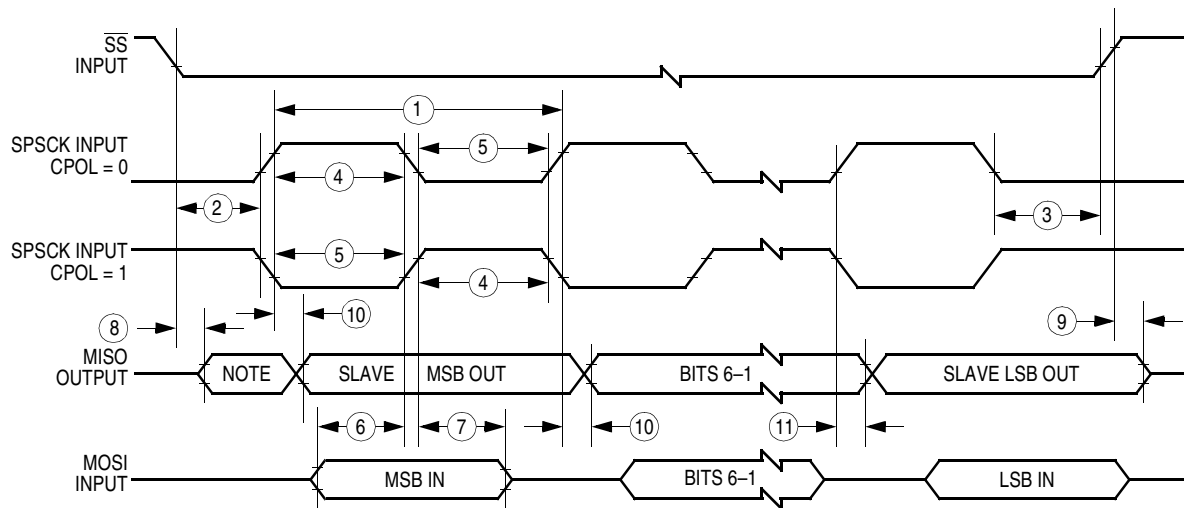 SS
INPUT
1
SPSCK INPUT
CPOL = 0
5
4
2
3
SPSCK INPUT
CPOL = 1
5
4
8
10
9
MISO
OUTPUT
NOTE
SLAVE MSB OUT
BITS 6–1
SLAVE LSB OUT
6
7
10
11
MOSI
INPUT
MSB IN
BITS 6–1
LSB IN